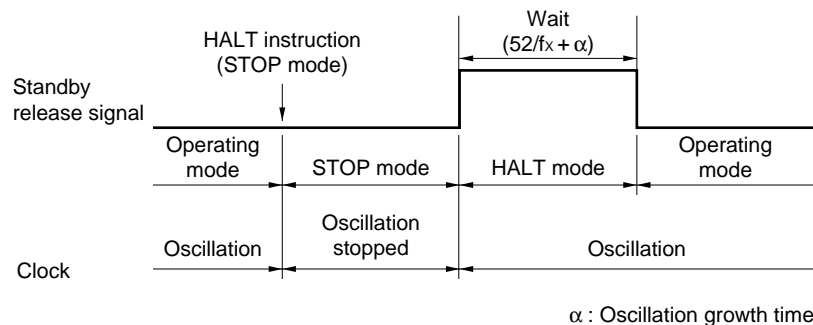 Wait
(52/fx + α)
HALT instruction
(STOP mode)
Standby
release signal
Operating
mode
STOP mode
HALT mode
Operating
mode
Clock
Oscillation
Oscillation
stopped
Oscillation
α : Oscillation growth time